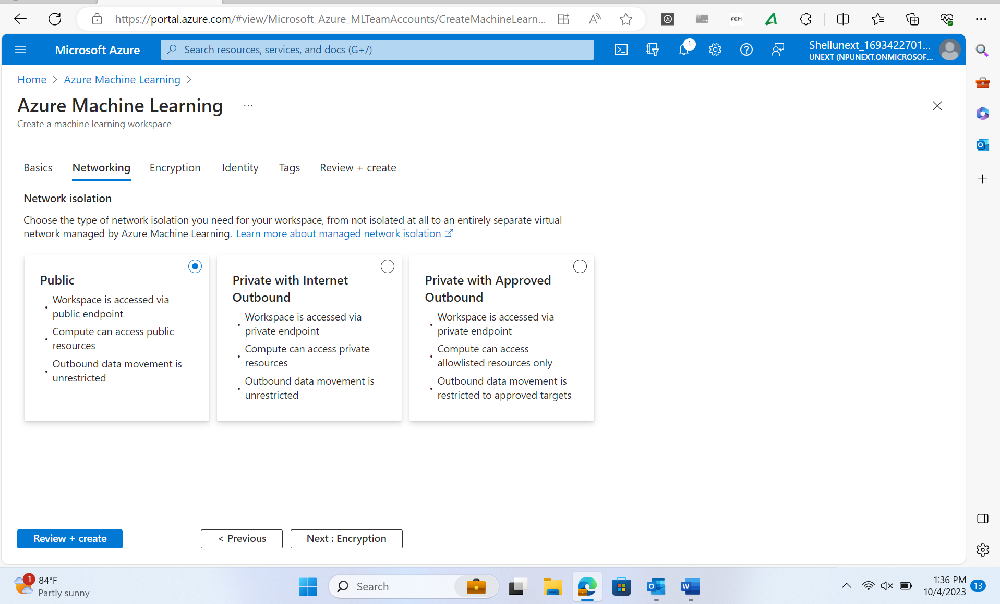 https://portal.azure.com/#view/Microsoft_Azure_MLTeamAccounts/CreateMachineLearn...
FCM
Microsoft Azure
Search resources, services, and docs (G+/)
1
Shellunext_1693422701...
UNEXT (NPUNEXT.ONMICROSOF...
Home > Azure Machine Learning >
Azure Machine Learning ...
Create a machine learning workspace
Basics Networking Encryption Identity Tags Review + create
Network isolation
Choose the type of network isolation you need for your workspace, from not isolated at all to an entirely separate virtual
network managed by Azure Machine Learning. Learn more about managed network isolation
Public
• Workspace is accessed via
public endpoint
• Compute can access public
resources
• Outbound data movement is
unrestricted
Private with Internet
Outbound
• Workspace is accessed via
private endpoint
• Compute can access private
resources
• Outbound data movement is
unrestricted
Private with Approved
Outbound
• Workspace is accessed via
private endpoint
• Compute can access
allowlisted resources only
• Outbound data movement is
restricted to approved targets
Review + create
< Previous
Next : Encryption
1
84°F
Partly sunny
Search
1:36 PM
10/4/2023
13